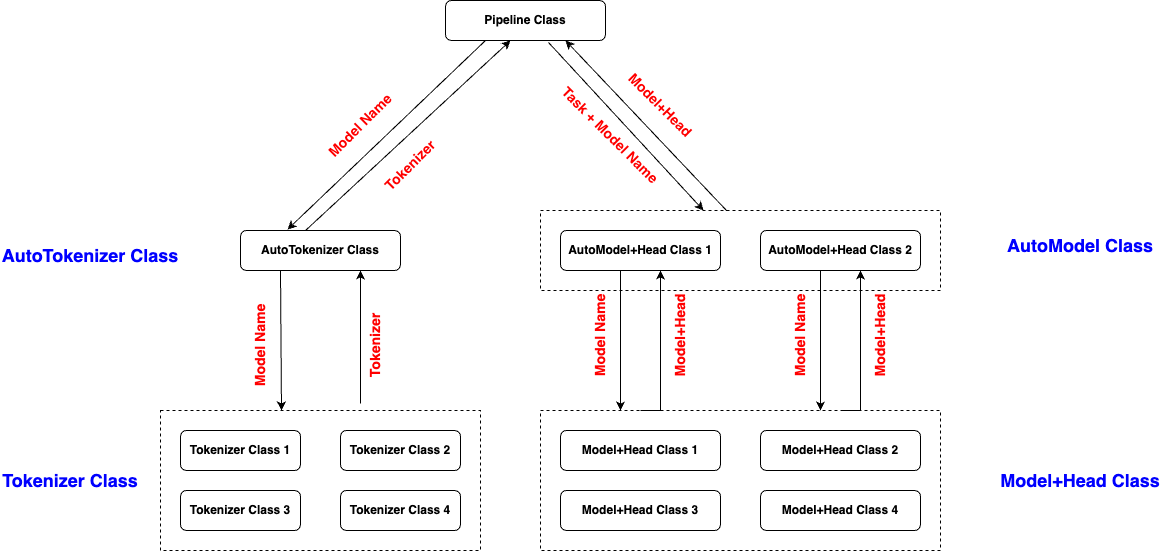 Pipeline Class
Model Name
Tokenizer
Task + Model Name
Model+Head
AutoTokenizer Class
AutoTokenizer Class
AutoModel+Head Class 1
AutoModel+Head Class 2
AutoModel Class
Model Name
Tokenizer
Model Name
Model+Head
Model Name
Model+Head
Tokenizer Class
Tokenizer Class 1
Tokenizer Class 2
Tokenizer Class 3
Tokenizer Class 4
Model+Head Class 1
Model+Head Class 2
Model+Head Class 3
Model+Head Class 4
Model+Head Class